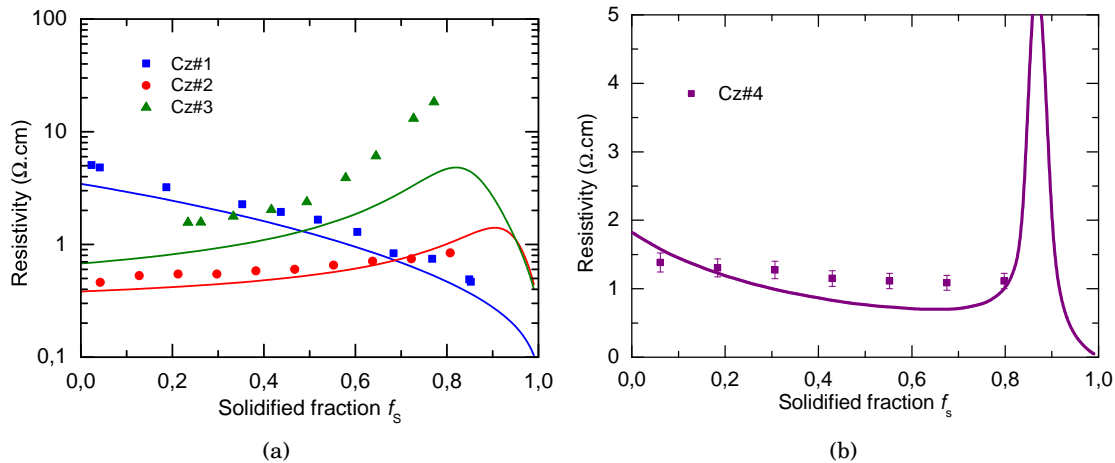 100
10
1
0,1
Resistivity (Ω.cm)
Cz#1
Cz#2
Cz#3
0,0 0,2 0,4 0,6 0,8 1,0
Solidified fraction fS
(a)
5
4
3
2
1
0
Resistivity (Ω.cm)
Cz#4
0,0 0,2 0,4 0,6 0,8 1,0
Solidified fraction fs
(b)